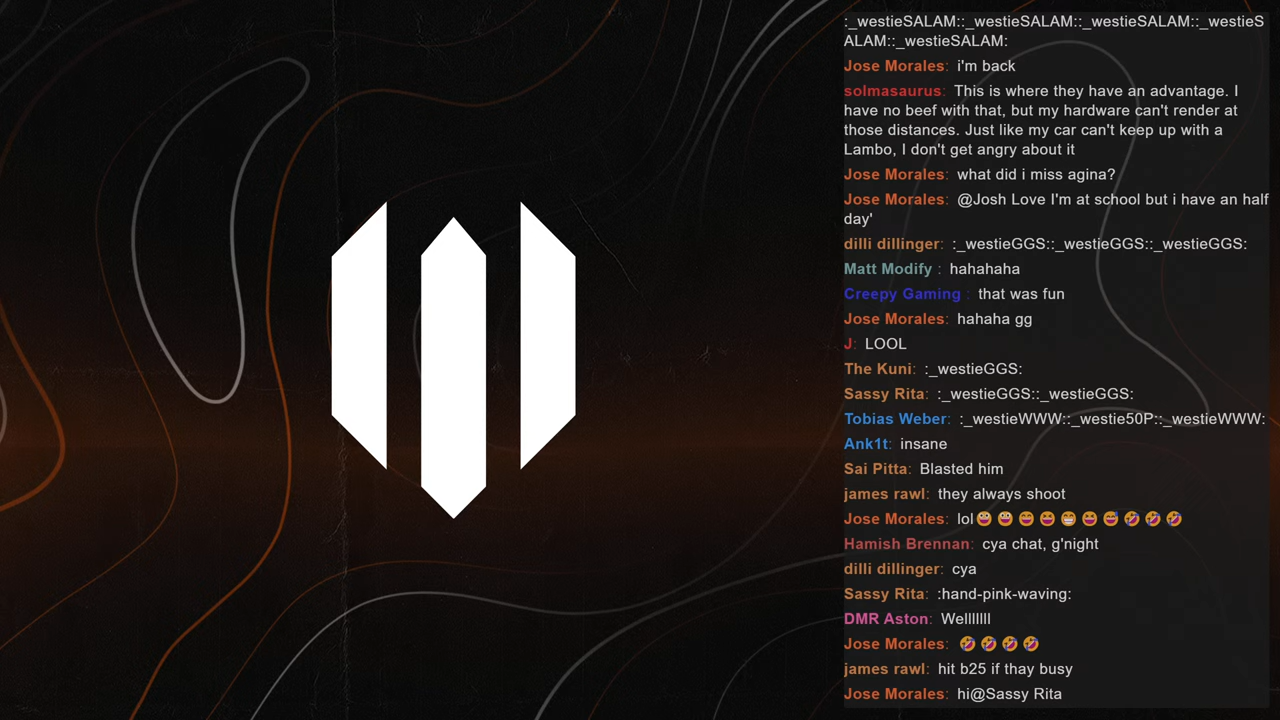 :_westieSALAM::_westieSALAM::_westieSALAM::_westieS
ALAM::_westieSALAM:
Jose Morales: i'm back
solmasaurus: This is where they have an advantage. I
have no beef with that, but my hardware can't render at
those distances. Just like my car can't keep up with a
Lambo, I don't get angry about it
Jose Morales: what did i miss agina?
Jose Morales: @Josh Love I'm at school but i have an half
day'
dilli dillinger: :_westieGGS::_westieGGS::_westieGGS:
Matt Modify : hahahaha
Creepy Gaming : that was fun
Jose Morales: hahaha gg
J: LOOL
The Kuni: :_westieGGS:
Sassy Rita: :_westieGGS::_westieGGS:
Tobias Weber: :_westieWWW::_westie50P::_westieWWW:
Ank1t: insane
Sai Pitta: Blasted him
james rawl: they always shoot
Jose Morales: lol😀😀😄😆😁😆😅🤣🤣🤣
Hamish Brennan: cya chat, g'night
dilli dillinger: cya
Sassy Rita: :hand-pink-waving:
DMR Aston: Welllllll
Jose Morales: 🤣🤣🤣🤣
james rawl: hit b25 if thay busy
Jose Morales: hi@Sassy Rita